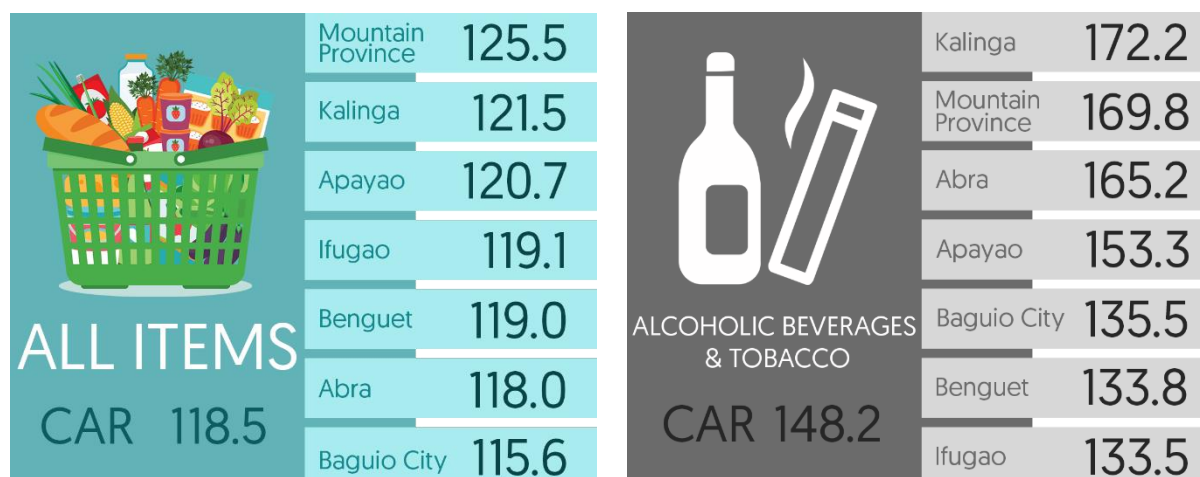 ALL ITEMS
CAR 118.5
Mountain
Province 125.5
Kalinga 121.5
Apayao 120.7
Ifugao 119.1
Benguet 119.0
Abra 118.0
Baguio City 115.6
ALCOHOLIC BEVERAGES
& TOBACCO
CAR 148.2
Kalinga 172.2
Mountain
Province 169.8
Abra 165.2
Apayao 153.3
Baguio City 135.5
Benguet 133.8
Ifugao 133.5